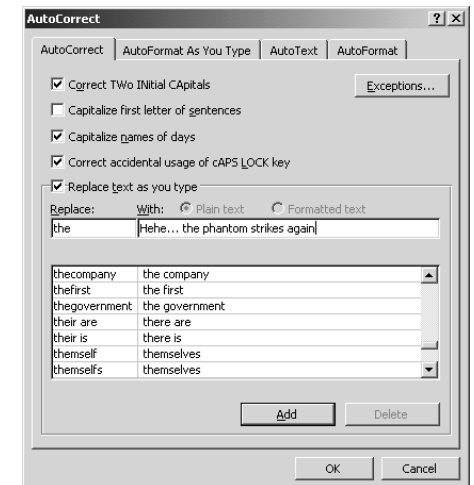 AutoCorrect ? ×
AutoCorrect AutoFormat As You Type AutoText AutoFormat
Correct TWo INitial CApitals Exceptions...
Capitalize first letter of sentences
Capitalize names of days
Correct accidental usage of cAPS LOCK key
Replace text as you type
Replace: With: Plain text Formatted text
the Hehe... the phantom strikes again
thecompany the company
thefirst the first
thegovernment the government
their are there are
their is there is
themself themselves
themselfs themselves
Add Delete
OK Cancel